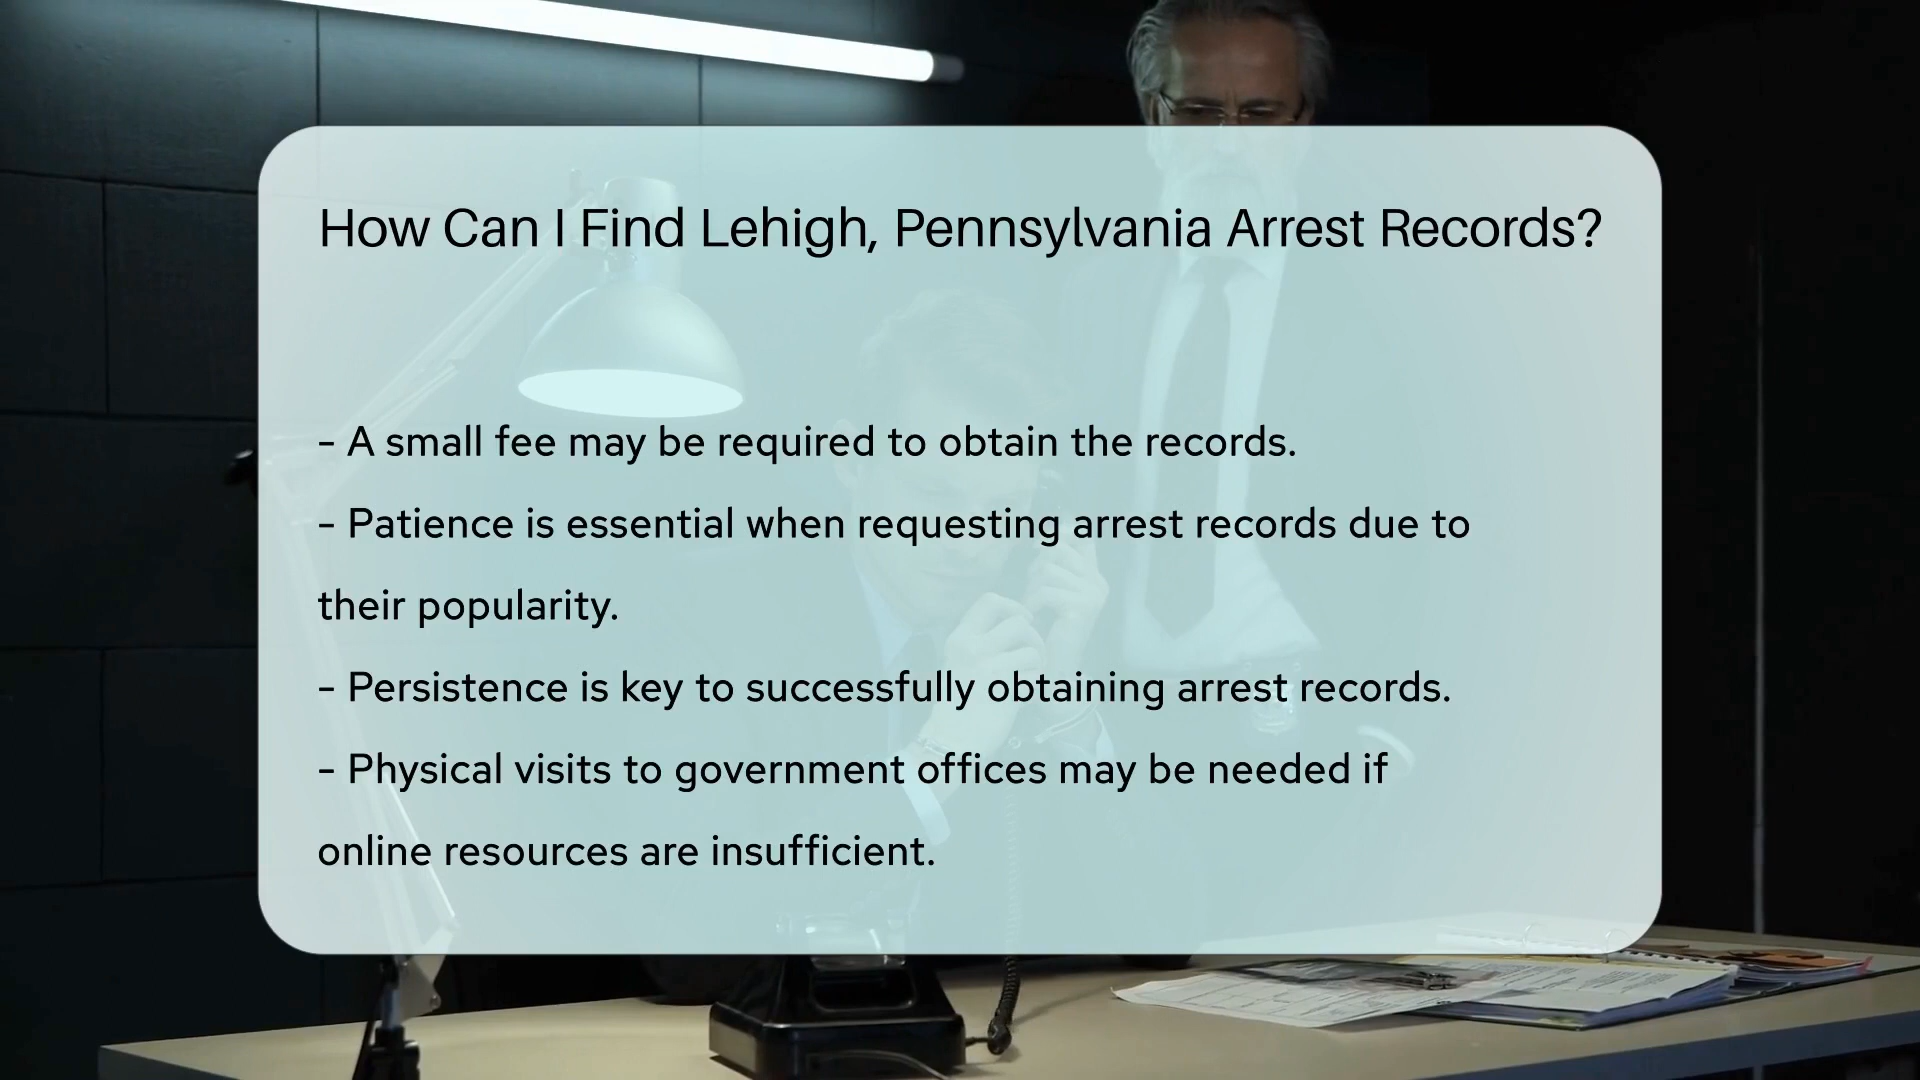 How Can I Find Lehigh, Pennsylvania Arrest Records?
- A small fee may be required to obtain the records.
- Patience is essential when requesting arrest records due to
their popularity.
- Persistence is key to successfully obtaining arrest records.
- Physical visits to government offices may be needed if
online resources are insufficient.